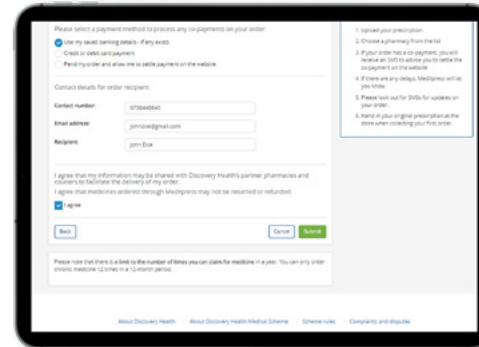 Please select a payment method to process any co-payments on your order:
Use my saved banking details - if any exist.
Credit or debit card payment
Pend my order and allow me to settle payment on the website.
Contact details for order recipient:
Contact number:
Email address:
Recipient:
I agree that my information may be shared with Discovery Health's partner pharmacies and
couriers to facilitate the delivery of my order.
I agree that medicines ordered through MedXpress may not be returned or refunded.
I agree
Back
Cancel
Submit
Please note that there is a limit to the number of times you can claim for medicine in a year. You can only order
chronic medicine 12 times in a 12-month period.
1. Upload your prescription
2. Choose a pharmacy from the list
3. If your order has a co-payment, you will
receive an SMS to advise you to settle the
co-payment on the website
4. If there are any delays, MedXpress will let
you know
5. Please look out for SMSs for updates on
your order.
6. Hand in your original prescription at the
store when collecting your first order.
About Discovery Health
About Discovery Health Medical Scheme
Scheme rules
Complaints and disputes